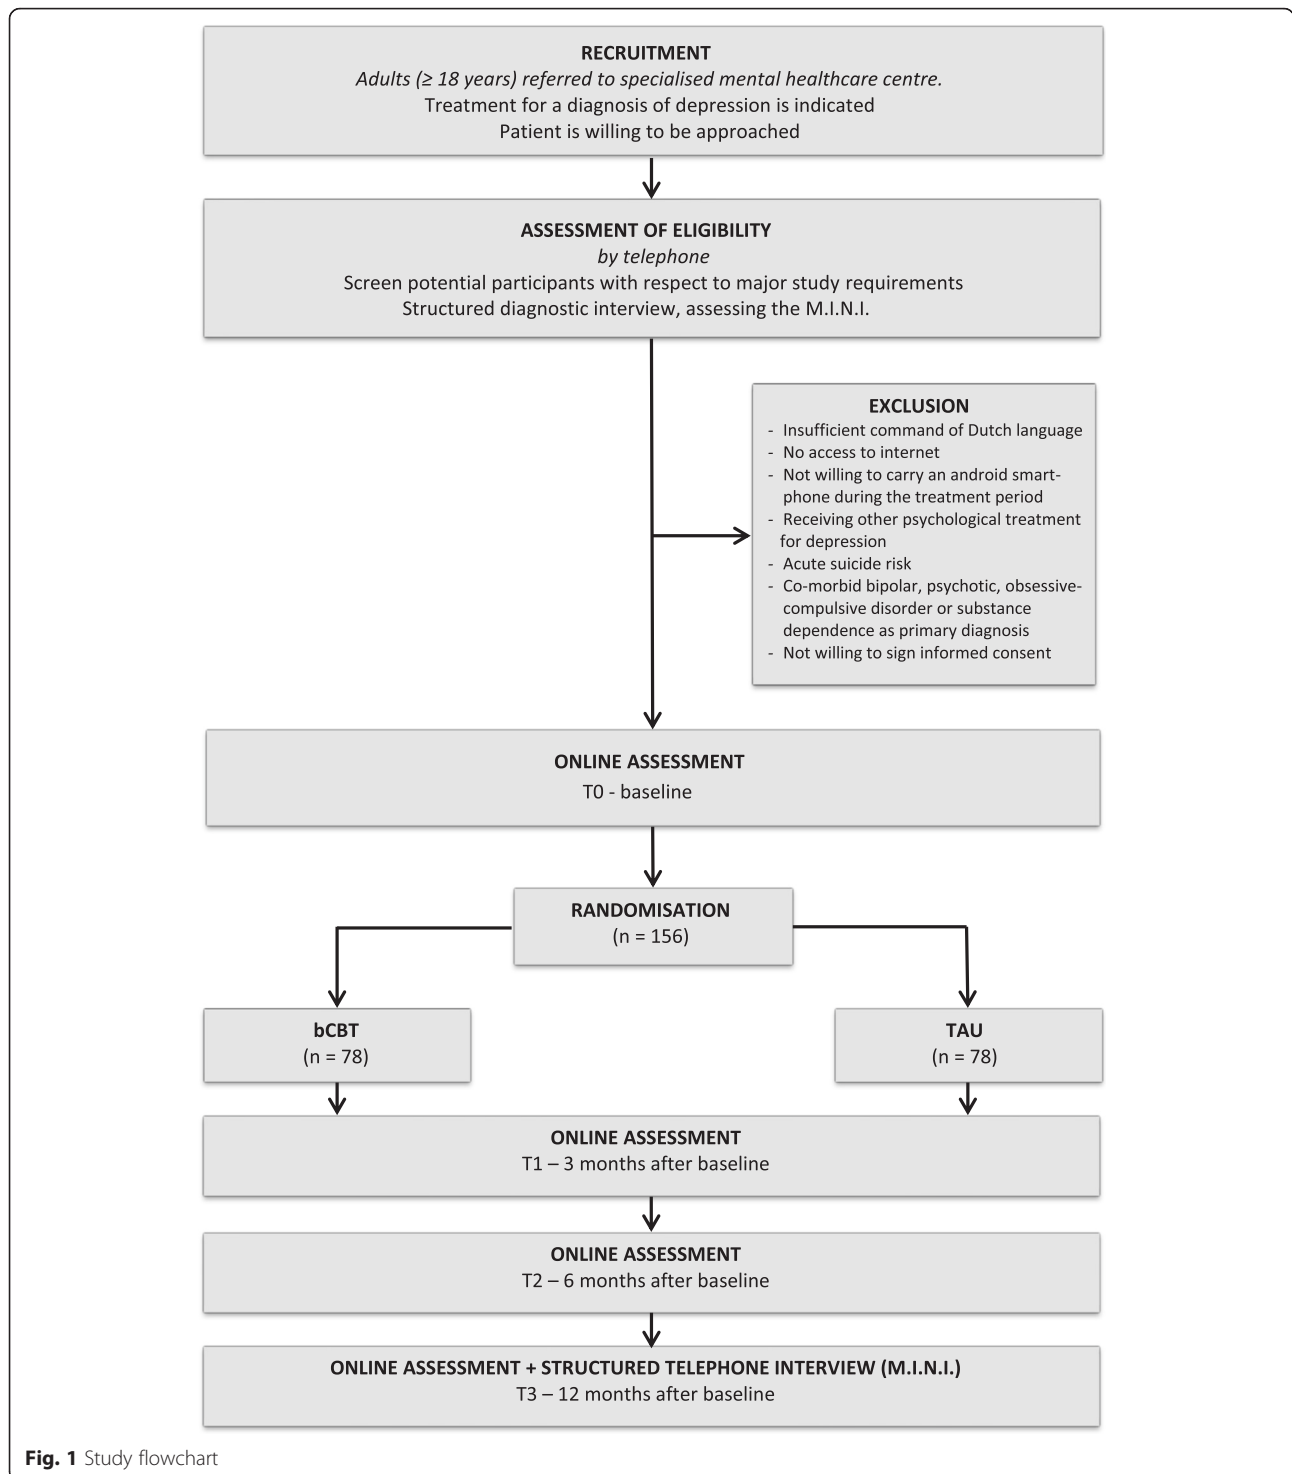 RECRUITMENT
Adults (≥ 18 years) referred to specialised mental healthcare centre.
Treatment for a diagnosis of depression is indicated
Patient is willing to be approached
ASSESSMENT OF ELIGIBILITY
by telephone
Screen potential participants with respect to major study requirements
Structured diagnostic interview, assessing the M.I.N.I.
EXCLUSION
- Insufficient command of Dutch language
- No access to internet
- Not willing to carry an android smart-
phone during the treatment period
- Receiving other psychological treatment
for depression
- Acute suicide risk
- Co-morbid bipolar, psychotic, obsessive-
compulsive disorder or substance
dependence as primary diagnosis
- Not willing to sign informed consent
ONLINE ASSESSMENT
T0 - baseline
RANDOMISATION
(n = 156)
bCBT
(n = 78)
TAU
(n = 78)
ONLINE ASSESSMENT
T1 – 3 months after baseline
ONLINE ASSESSMENT
T2 – 6 months after baseline
ONLINE ASSESSMENT + STRUCTURED TELEPHONE INTERVIEW (M.I.N.I.)
T3 – 12 months after baseline
Fig. 1 Study flowchart